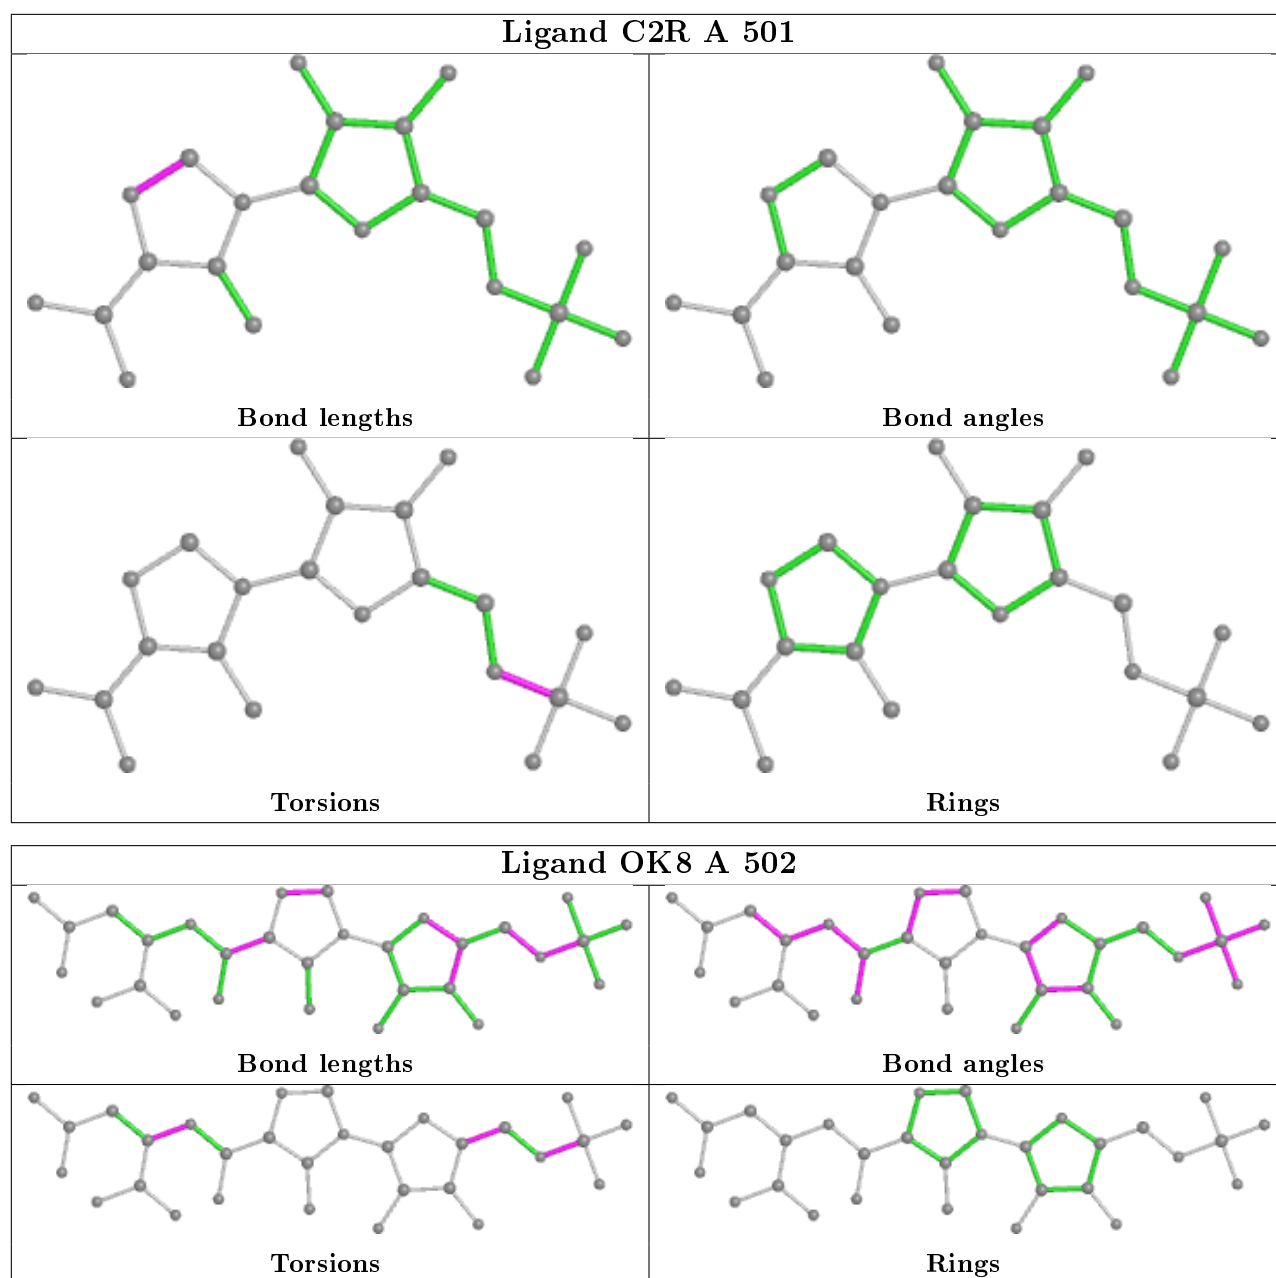 Ligand C2R A 501
Bond lengths
Bond angles
Torsions
Rings
Ligand OK8 A 502
Bond lengths
Bond angles
Torsions
Rings